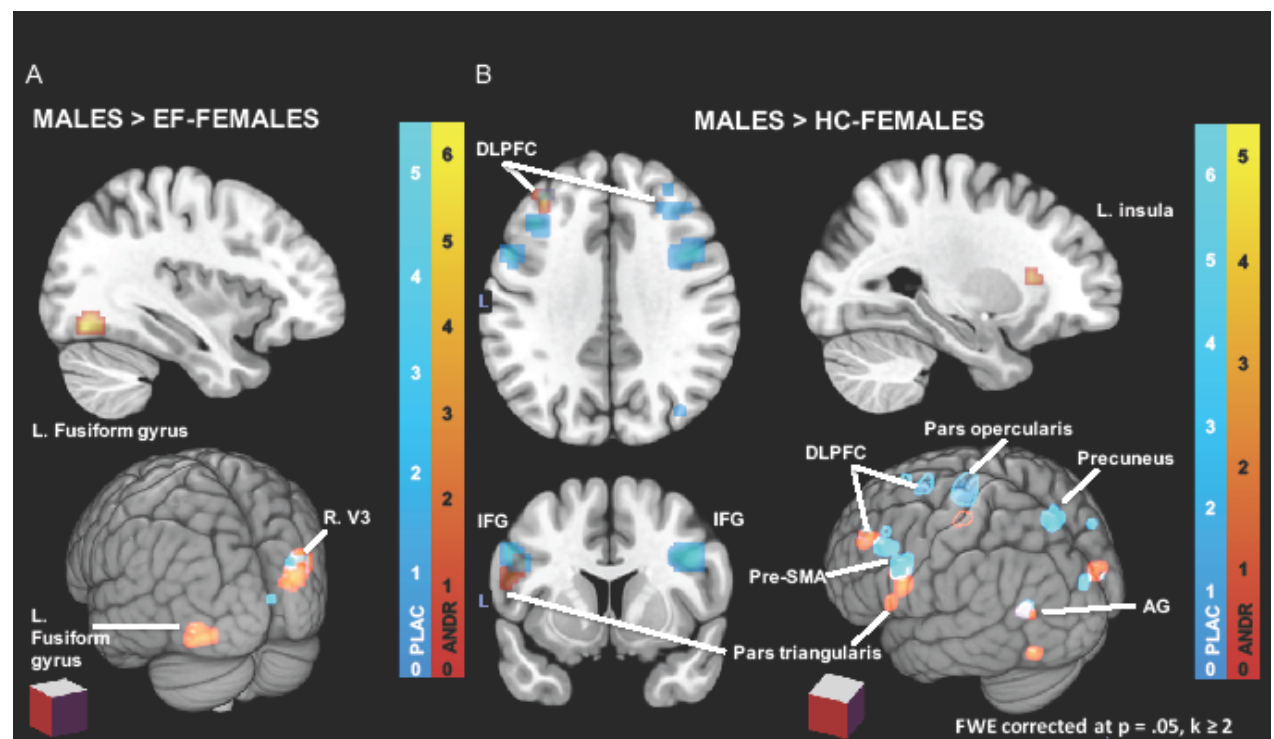 A
B
MALES > EF-FEMALES
MALES > HC-FEMALES
DLPFC
L. insula
L
L. Fusiform gyrus
R. V3
L.
Fusiform
gyrus
5
4
3
2
1
0 PLAC
6
5
4
3
2
1
0 ANDR
IFG
IFG
L
Pars triangularis
DLPFC
Pars opercularis
Precuneus
Pre-SMA
AG
6
5
4
3
2
1
0 PLAC
5
4
3
2
1
0 ANDR
FWE corrected at p = .05, k ≥ 2